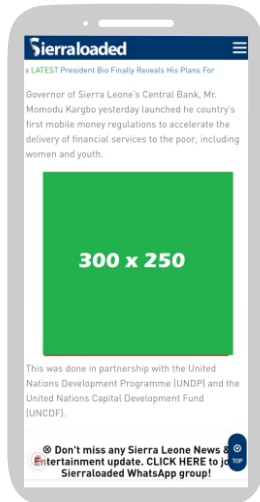 Sierraloaded
LATEST President Bio Finally Reveals His Plans For
Governor of Sierra Leone's Central Bank, Mr.
Momodu Kargbo yesterday launched he country's
first mobile money regulations to accelerate the
delivery of financial services to the poor, including
women and youth.
300 x 250
This was done in partnership with the United
Nations Development Programme (UNDP) and the
United Nations Capital Development Fund
(UNCDF).
⊗ Don't miss any Sierra Leone News &
Entertainment update. CLICK HERE to jo
Sierraloaded WhatsApp group!
TOP